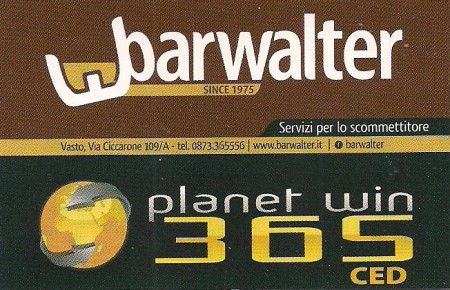 barwalter
SINCE 1975
Servizi per lo scommettitore
Vasto, Via Ciccarone 109/A - tel. 0873.365556 | www.barwalter.it | f barwalter
planet win
365
CED